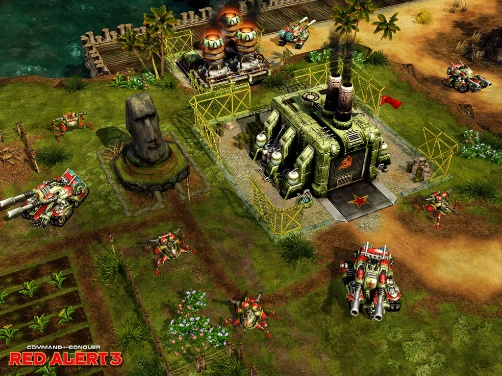 COMMAND & CONQUER
RED ALERT 3